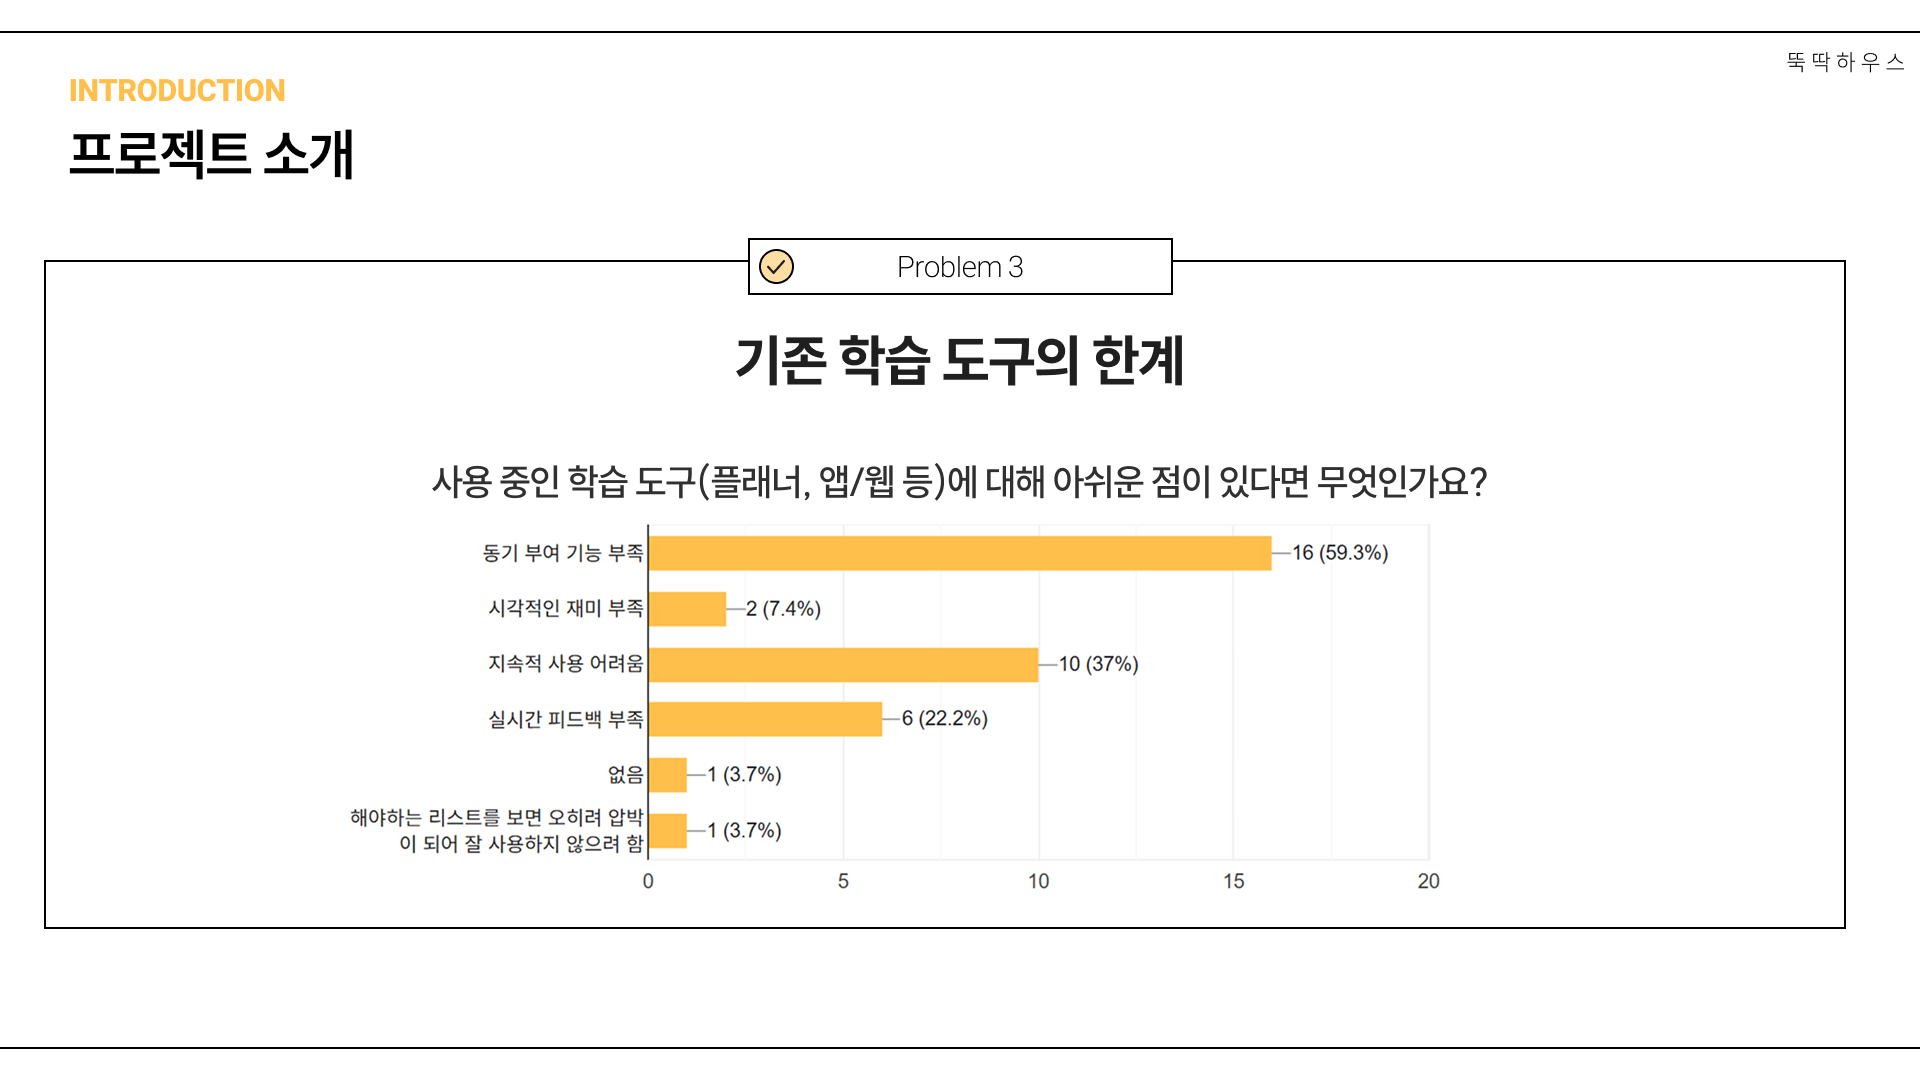 뚝딱하우스
INTRODUCTION
프로젝트 소개
Problem 3
기존 학습 도구의 한계
사용 중인 학습 도구(플래너, 앱/웹 등)에 대해 아쉬운 점이 있다면 무엇인가요?
동기 부여 기능 부족
16 (59.3%)
시각적인 재미 부족
2 (7.4%)
지속적 사용 어려움
10 (37%)
실시간 피드백 부족
6 (22.2%)
없음
1 (3.7%)
해야하는 리스트를 보면 오히려 압박
이 되어 잘 사용하지 않으려 함
1 (3.7%)
0 5 10 15 20